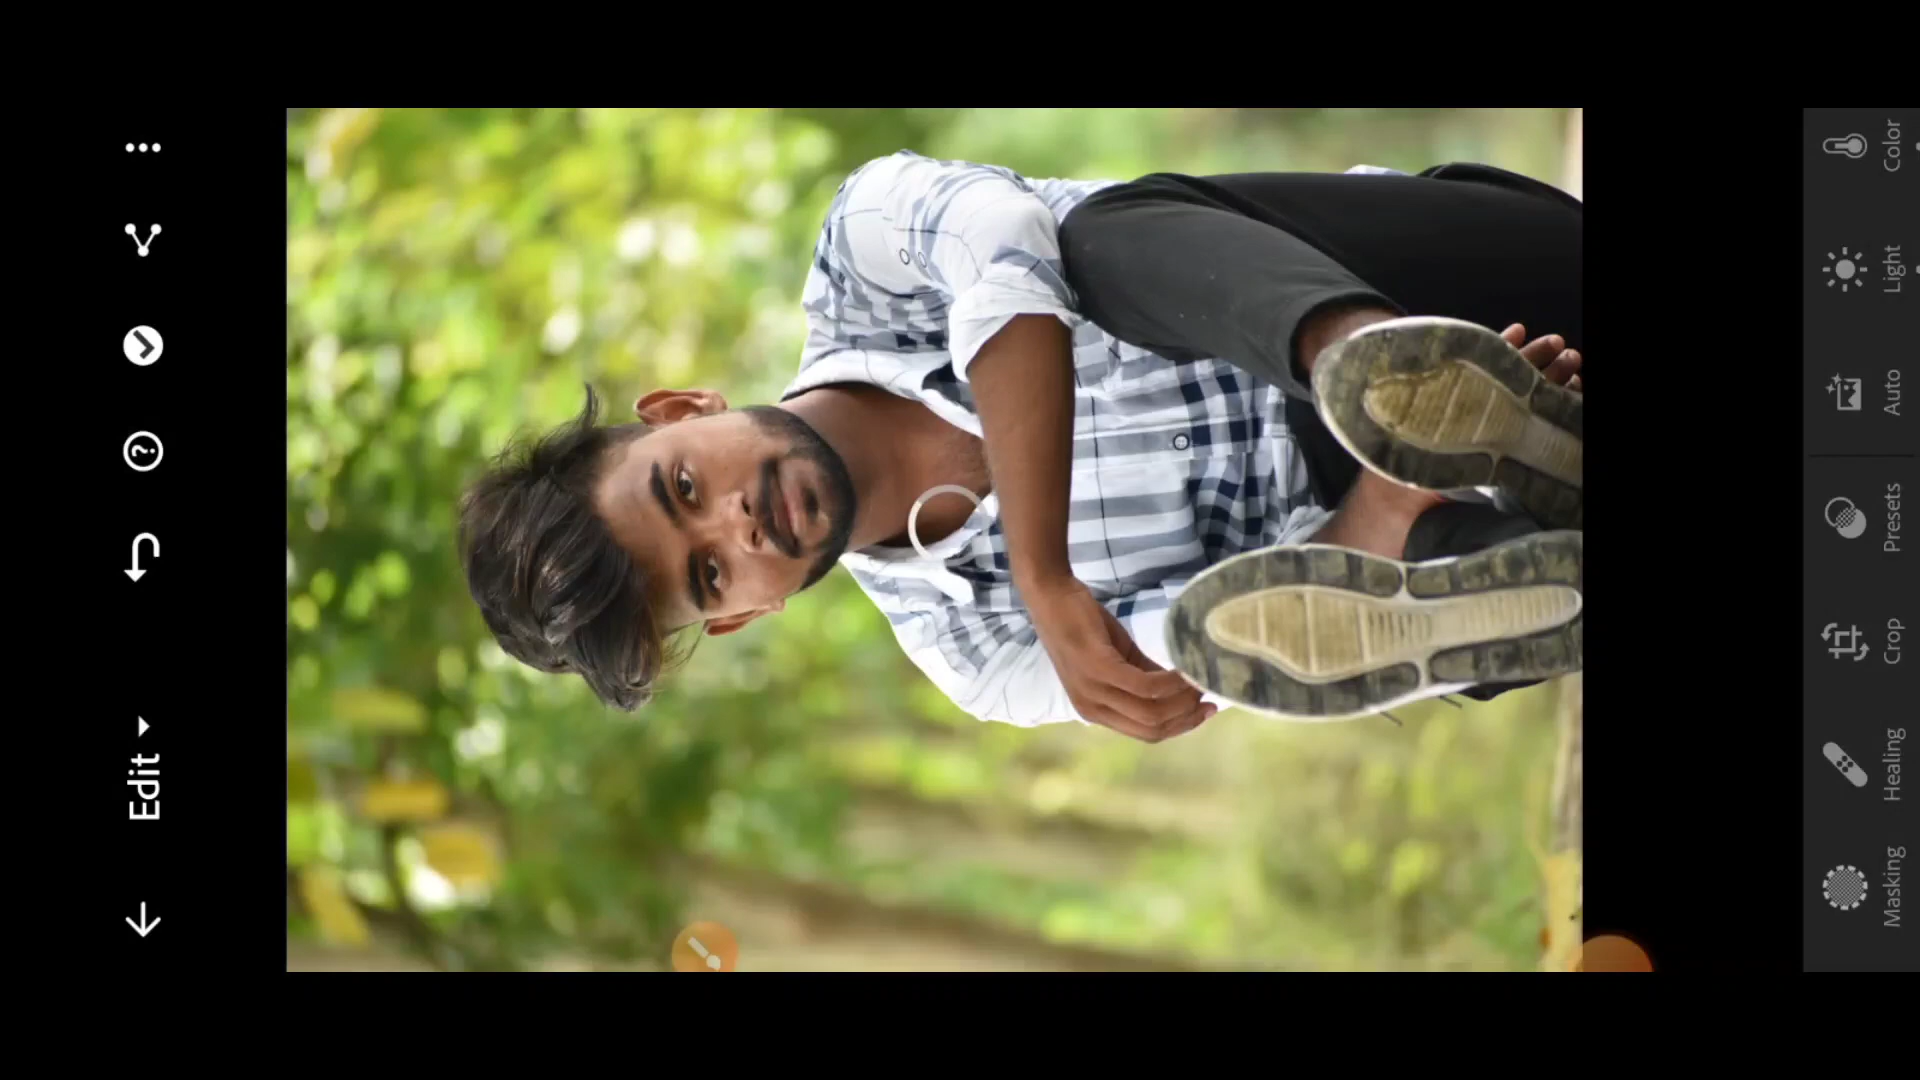 Edit
Masking
Healing
Crop
Presets
Auto
Light
Color